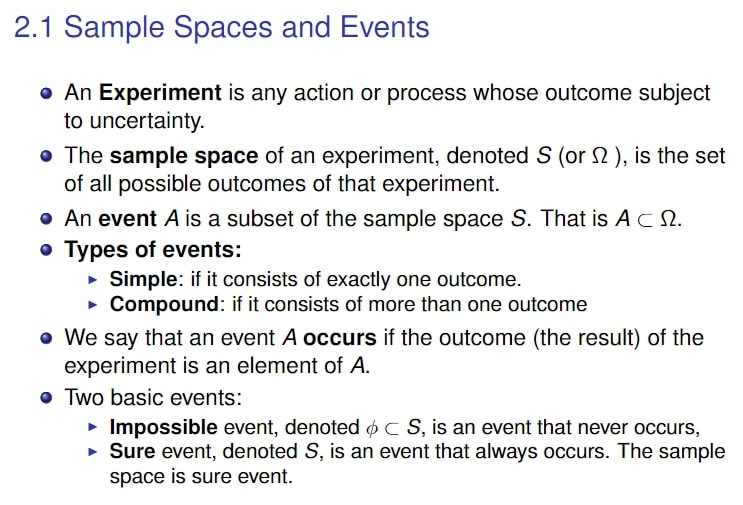 2.1 Sample Spaces and Events
An Experiment is any action or process whose outcome subject
to uncertainty.
The sample space of an experiment, denoted S (or Ω ), is the set
of all possible outcomes of that experiment.
An event A is a subset of the sample space S. That is A ⊂ Ω.
Types of events:
Simple: if it consists of exactly one outcome.
Compound: if it consists of more than one outcome
We say that an event A occurs if the outcome (the result) of the
experiment is an element of A.
Two basic events:
Impossible event, denoted ϕ ⊂ S, is an event that never occurs,
Sure event, denoted S, is an event that always occurs. The sample
space is sure event.